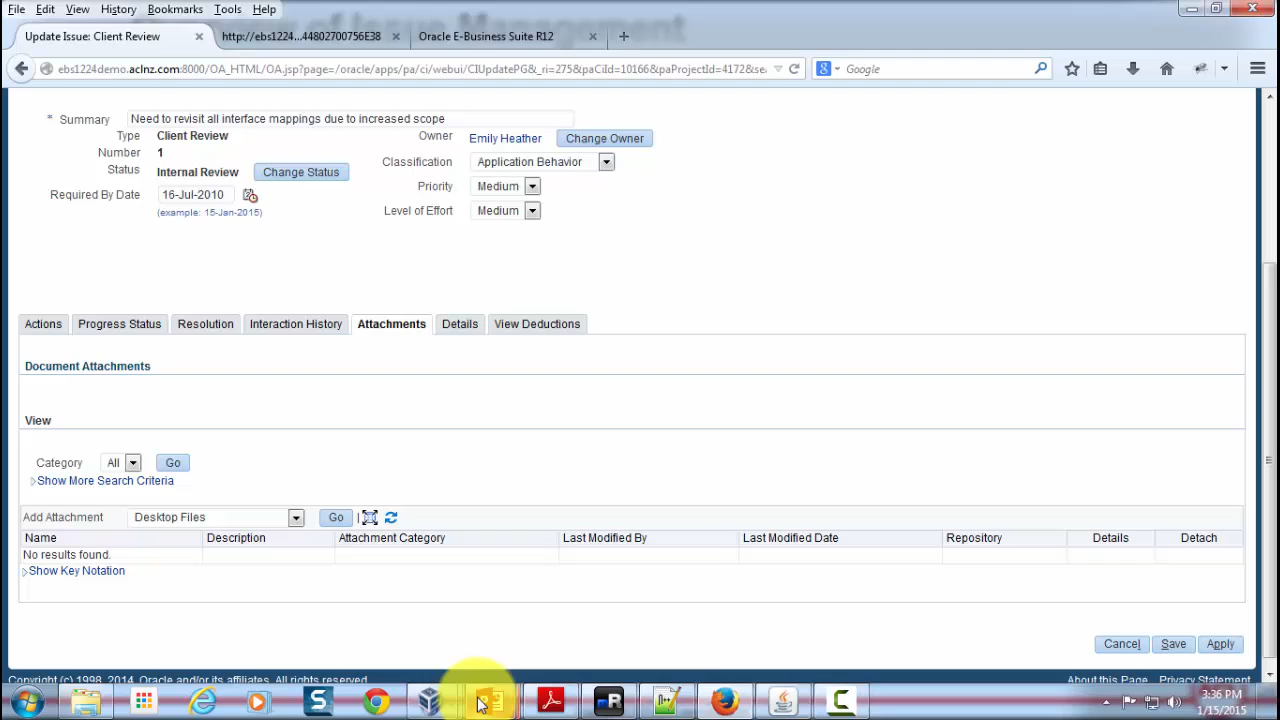 File Edit View History Bookmarks Tools Help
of Issue Management
Update Issue: Client Review
http://ebs1224...44802700756E38
Oracle E-Business Suite R12
ebs1224demo.aclnz.com:8000/OA_HTML/OA.jsp?page=/oracle/apps/pa/ci/webui/CIUpdatePG&_ri=275&paCiId=10166&paProjectId=4172&se
Google
* Summary Need to revisit all interface mappings due to increased scope
Type Client Review
Owner Emily Heather Change Owner
Number 1
Classification Application Behavior
Status Internal Review Change Status
Priority Medium
Required By Date 16-Jul-2010
(example: 15-Jan-2015)
Level of Effort Medium
Actions Progress Status Resolution Interaction History Attachments Details View Deductions
Document Attachments
View
Category All Go
Show More Search Criteria
Add Attachment Desktop Files Go
Name Description Attachment Category Last Modified By Last Modified Date Repository Details Detach
No results found.
Show Key Notation
Cancel Save Apply
Copyright (c) 1998, 2014, Oracle and/or its affiliates. All rights reserved.
About this Page Privacy Statement
3:36 PM
1/15/2015